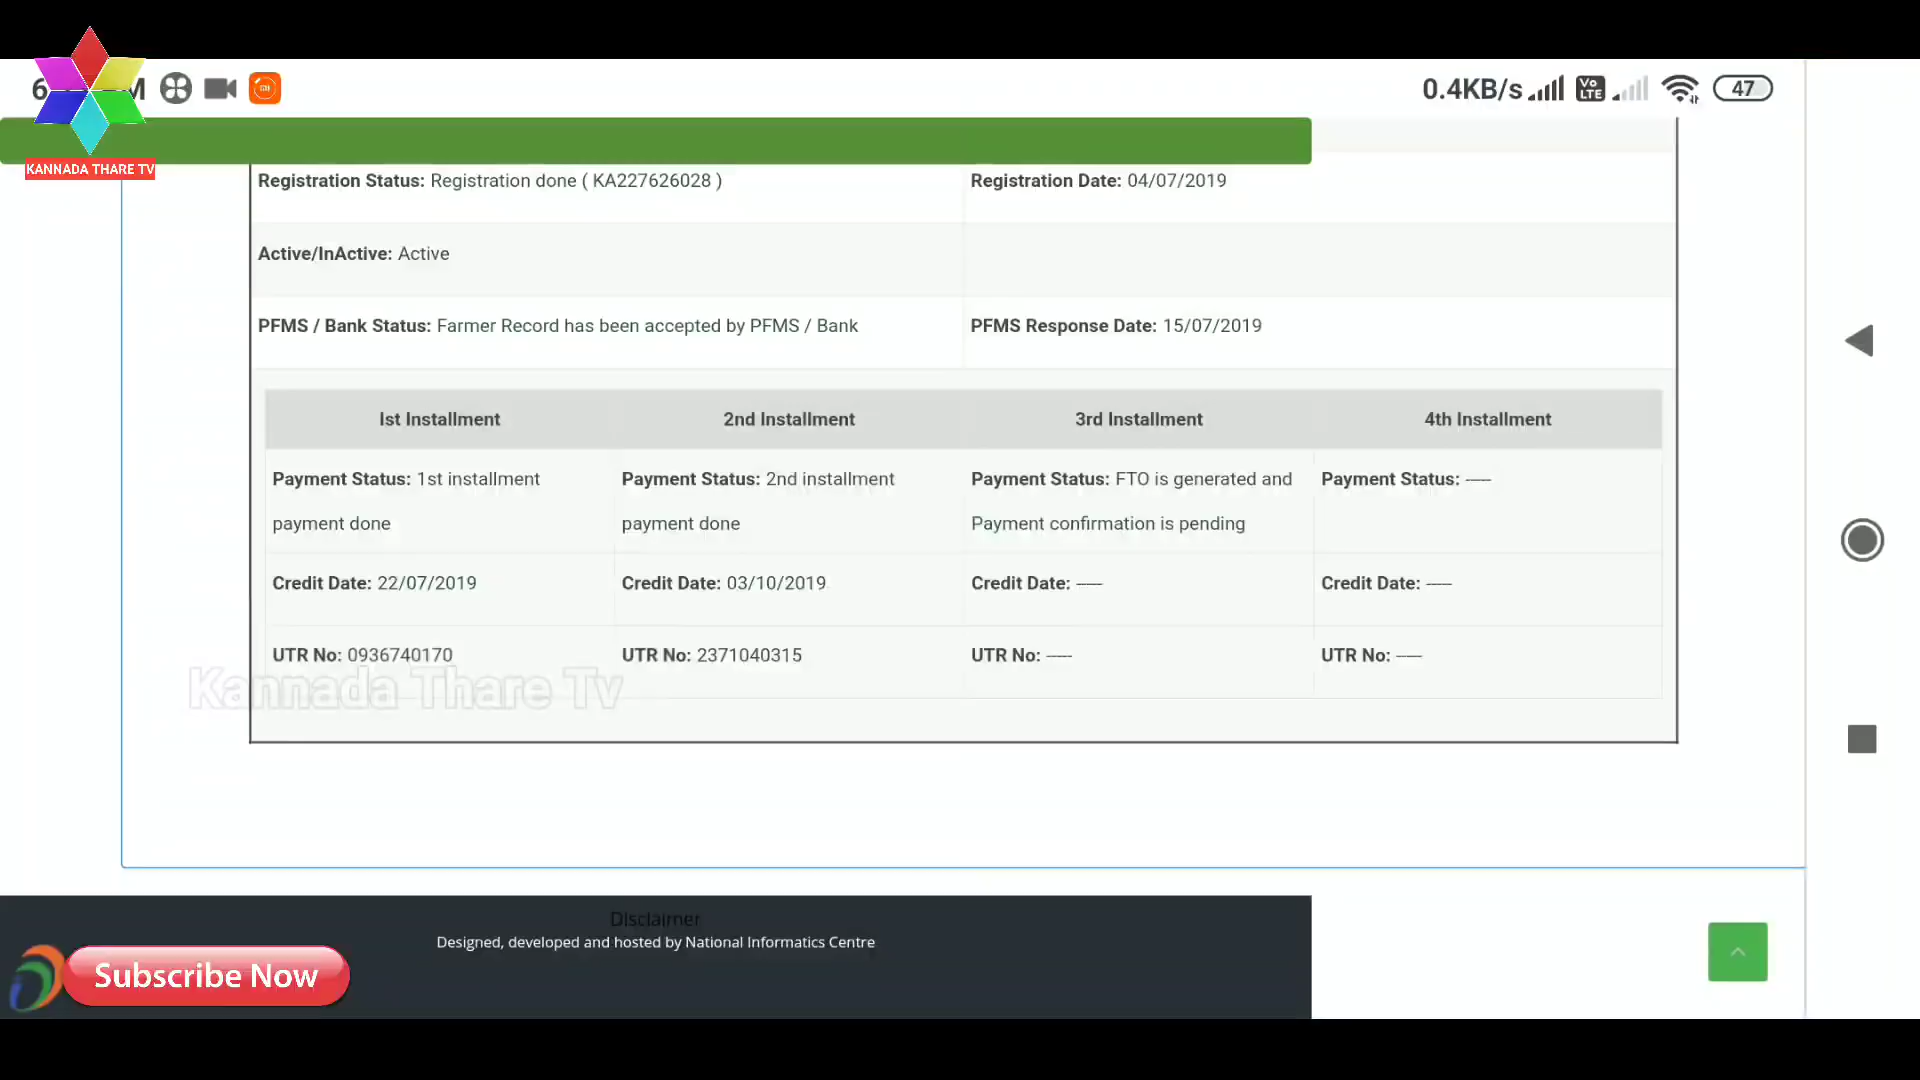 0.4KB/s Vo LTE 47
KANNADA THARE TV
Registration Status: Registration done ( KA227626028 ) Registration Date: 04/07/2019
Active/InActive: Active
PFMS / Bank Status: Farmer Record has been accepted by PFMS / Bank PFMS Response Date: 15/07/2019
Ist Installment 2nd Installment 3rd Installment 4th Installment
Payment Status: 1st installment Payment Status: 2nd installment Payment Status: FTO is generated and Payment Status: -----
payment done payment done Payment confirmation is pending
Credit Date: 22/07/2019 Credit Date: 03/10/2019 Credit Date: ----- Credit Date: -----
UTR No: 0936740170 UTR No: 2371040315 UTR No: ----- UTR No: -----
Kannada Thare Tv
Disclaimer
Designed, developed and hosted by National Informatics Centre
Subscribe Now